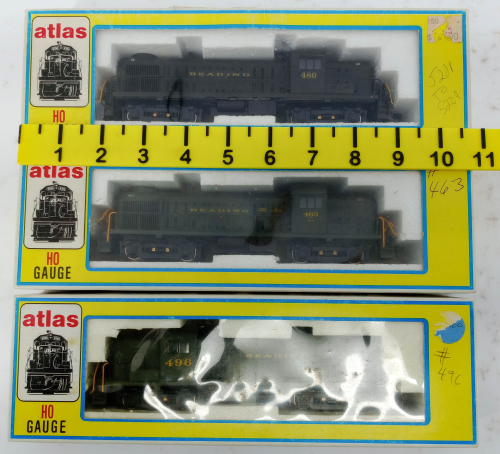 atlas
HO
READING
480
1 2 3 4 5 6 7 8 9 10 11
atlas
HO
GAUGE
READING
463
#
463
atlas
HO
GAUGE
496
READING
#
496